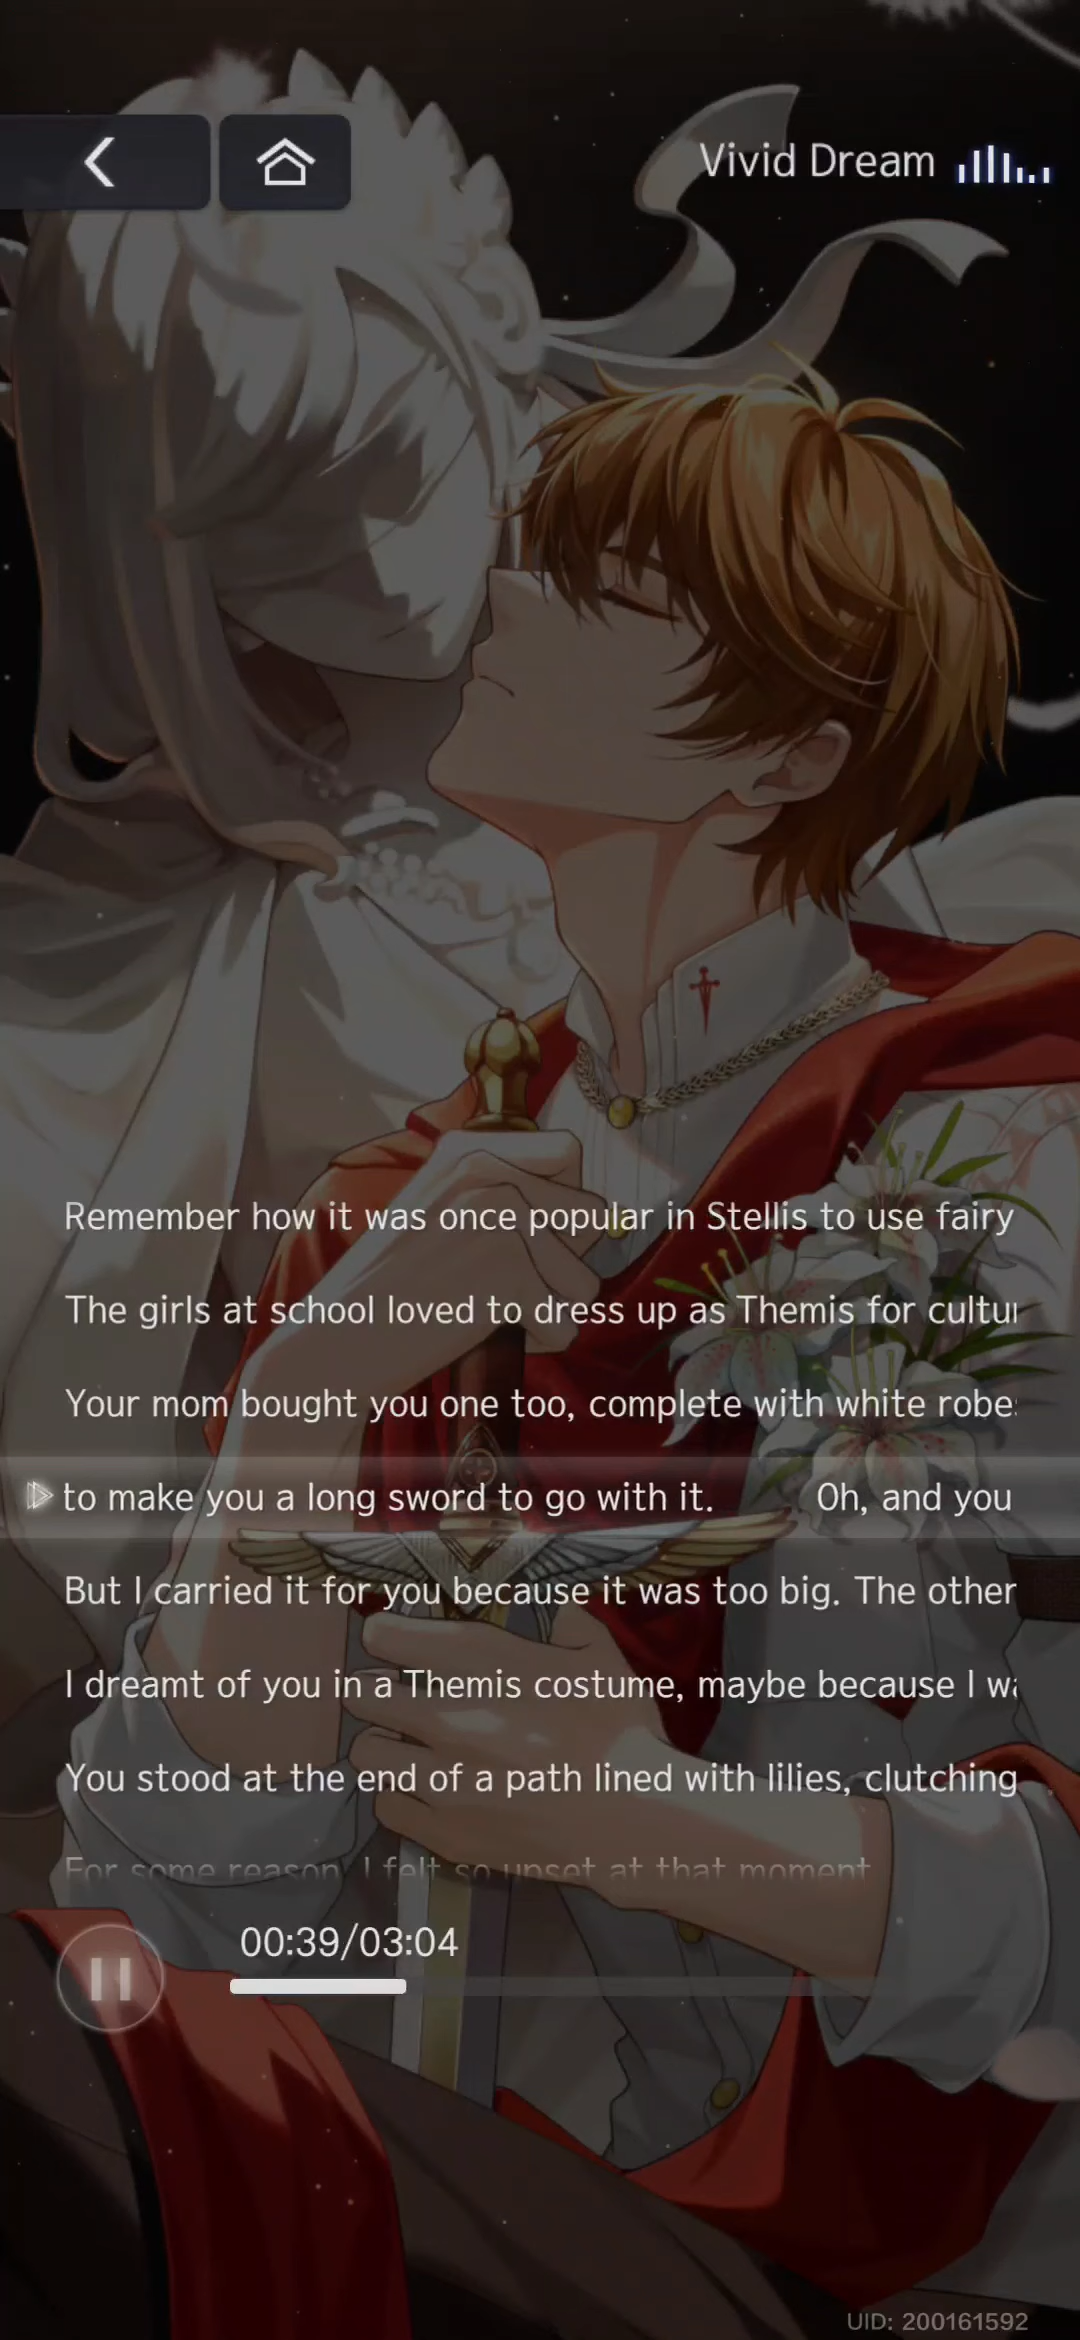 Vivid Dream
Remember how it was once popular in Stellis to use fairy
The girls at school loved to dress up as Themis for
Your mom bought you one too, complete with white
to make you a long sword to go with it. Oh, and you
But I carried it for you because it was too big. The other
I dreamt of you in a Themis costume, maybe because I
You stood at the end of a path lined with lilies, clutching
For some reason, I felt so upset at that moment
00:39/03:04
UID: 200161592